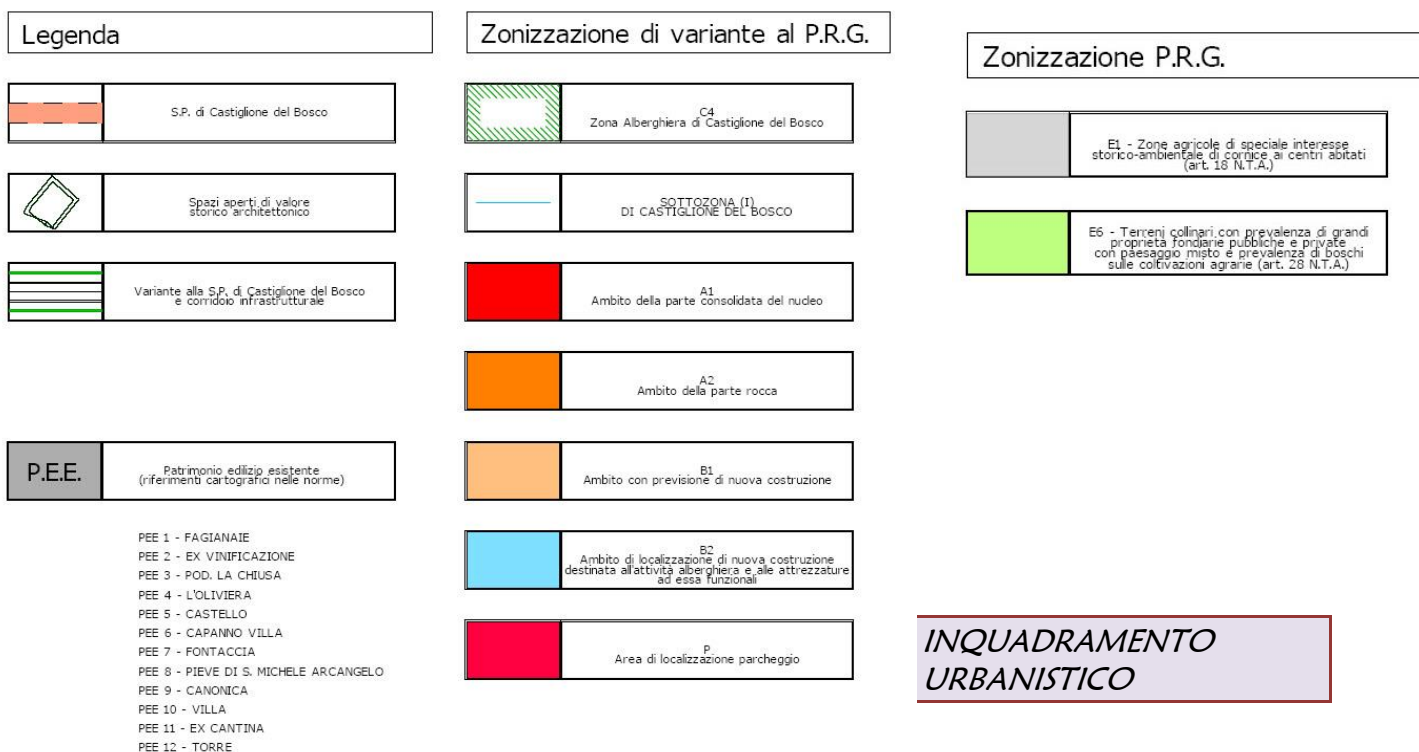 Legenda
S.P. di Castiglione del Bosco
Spazi aperti di valore
storico architettonico
Variante alla S.P. di Castiglione del Bosco
e corridoio infrastrutturale
P.E.E.
Patrimonio edilizio esistente
(riferimenti cartografici nelle norme)
PEE 1 - FAGIANAIE
PEE 2 - EX VINIFICAZIONE
PEE 3 - POD. LA CHIUSA
PEE 4 - L'OLIVIERA
PEE 5 - CASTELLO
PEE 6 - CAPANNO VILLA
PEE 7 - FONTACCIA
PEE 8 - PIEVE DI S. MICHELE ARCANGELO
PEE 9 - CANONICA
PEE 10 - VILLA
PEE 11 - EX CANTINA
PEE 12 - TORRE
Zonizzazione di variante al P.R.G.
C4
Zona Alberghiera di Castiglione del Bosco
SOTTOZONA (I)
DI CASTIGLIONE DEL BOSCO
A1
Ambito della parte consolidata del nucleo
A2
Ambito della parte rocca
B1
Ambito con previsione di nuova costruzione
B2
Ambito di localizzazione di nuova costruzione
destinata all'attività alberghiera e alle attrezzature
ad essa funzionali
P
Area di localizzazione parcheggio
Zonizzazione P.R.G.
E1 - Zone agricole di speciale interesse
storico-ambientale di cornice ai centri abitati
(art. 18 N.T.A.)
E6 - Terreni collinari con prevalenza di grandi
proprietà fondiarie pubbliche e private
con paesaggio misto e prevalenza di boschi
sulle coltivazioni agrarie (art. 28 N.T.A.)
INQUADRAMENTO
URBANISTICO